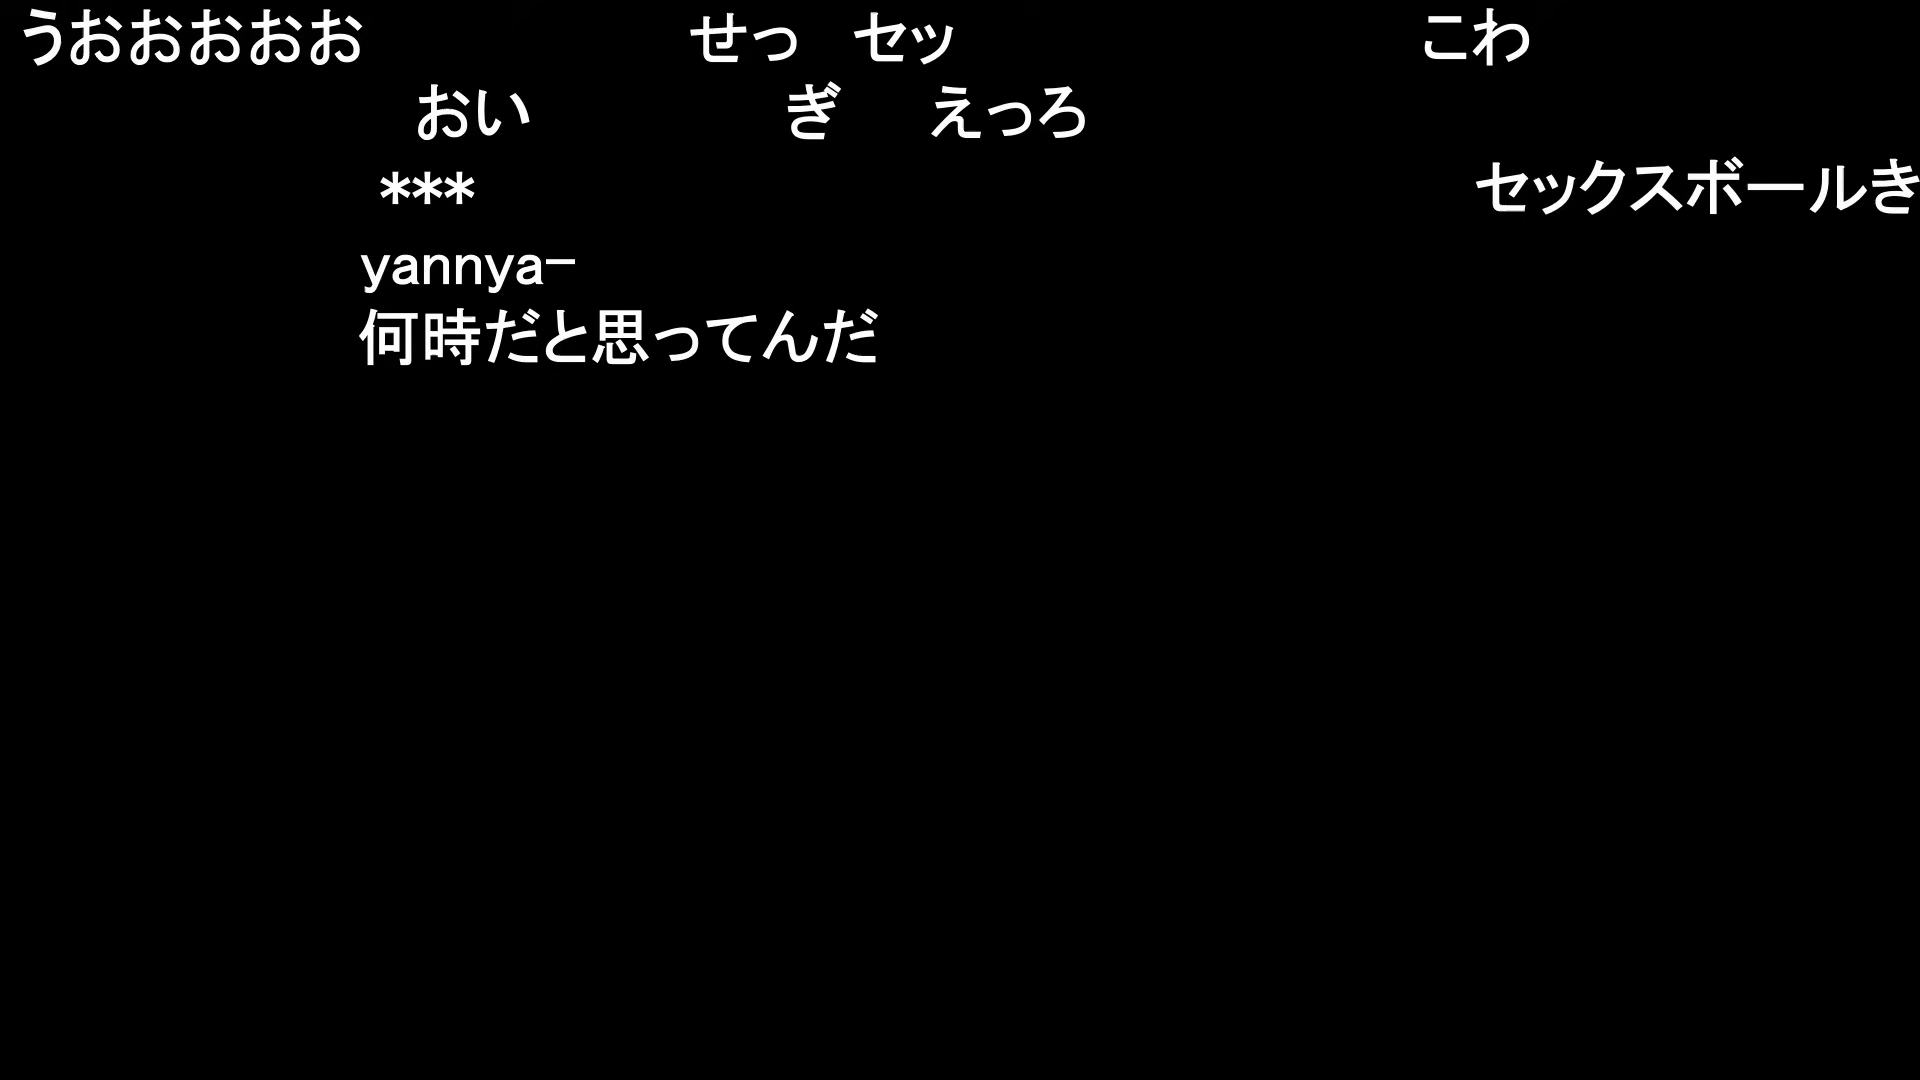 うおおおおお せっ セッ こわ
おい ぎ えっろ
*** セックスボールき
yannya-
何時だと思ってんだ